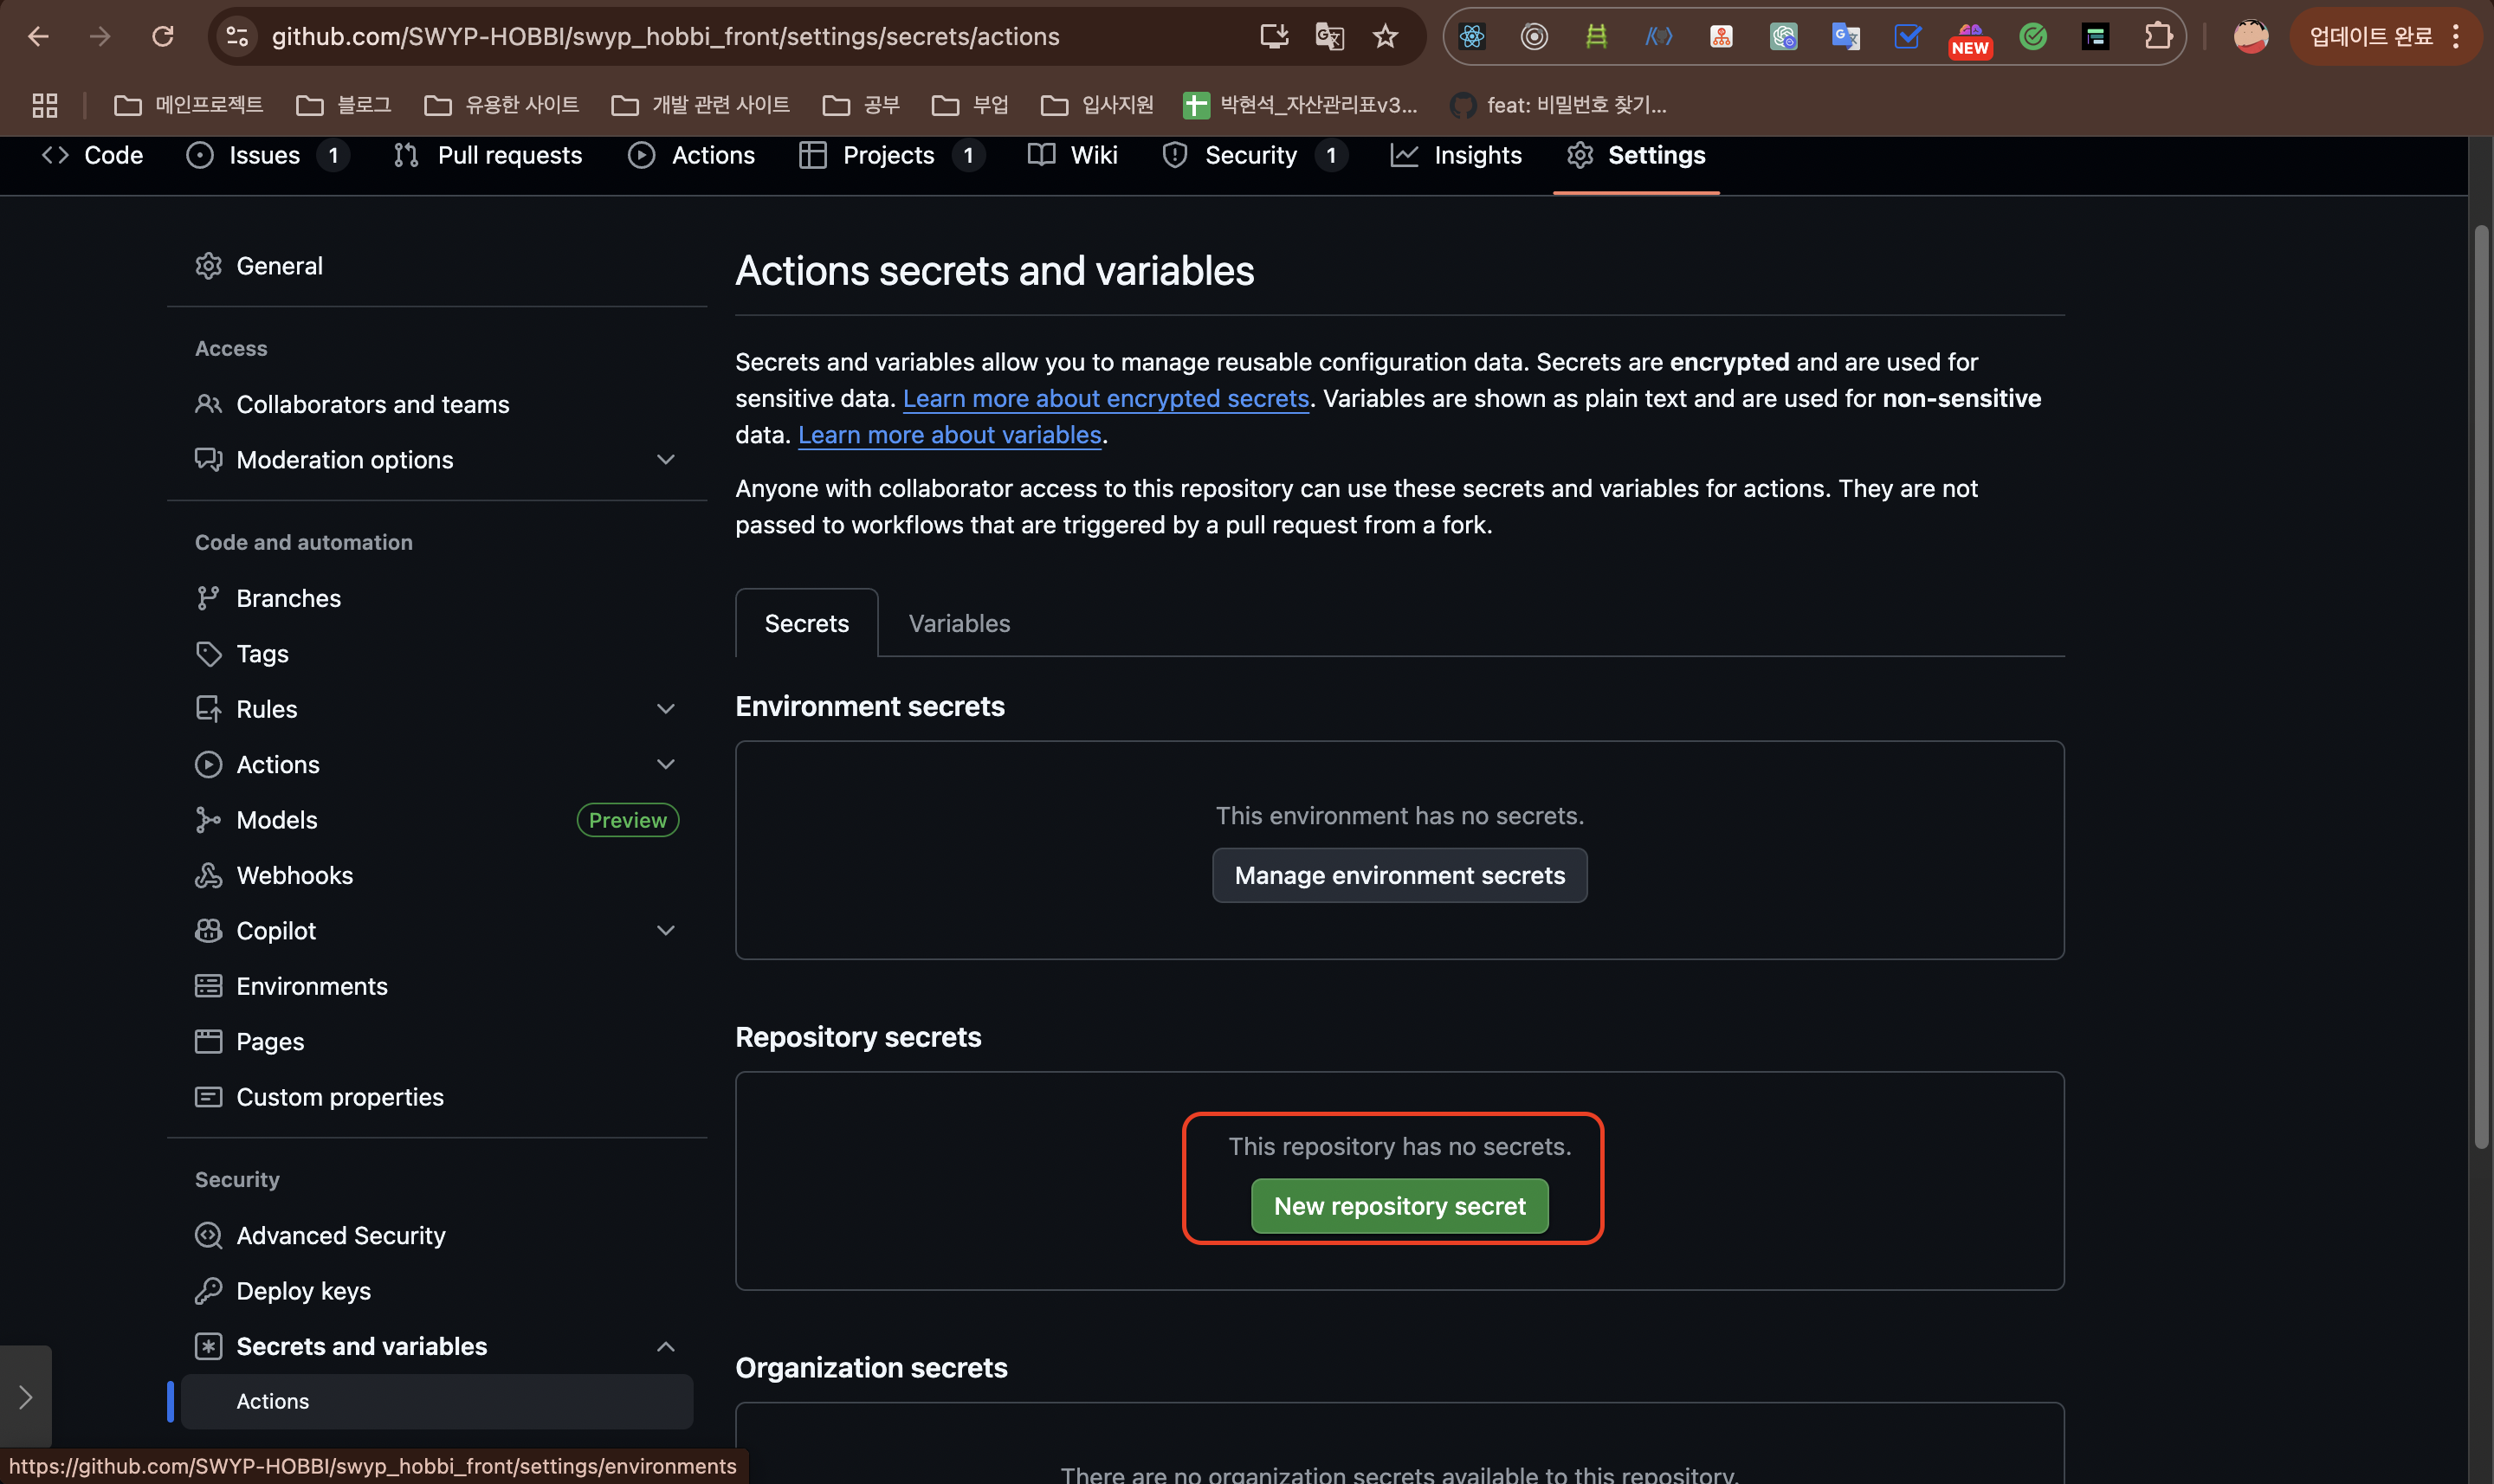 github.com/SWYP-HOBBI/swyp_hobbi_front/settings/secrets/actions
NEW
업데이트 완료
메인프로젝트
블로그
유용한 사이트
개발 관련 사이트
공부
부업
입사지원
박현석_자산관리표v3...
feat: 비밀번호 찾기...
Code
Issues 1
Pull requests
Actions
Projects 1
Wiki
Security 1
Insights
Settings
General
Access
Collaborators and teams
Moderation options
Code and automation
Branches
Tags
Rules
Actions
Models Preview
Webhooks
Copilot
Environments
Pages
Custom properties
Security
Advanced Security
Deploy keys
Secrets and variables
Actions
Actions secrets and variables
Secrets and variables allow you to manage reusable configuration data. Secrets are encrypted and are used for
sensitive data. Learn more about encrypted secrets. Variables are shown as plain text and are used for non-sensitive
data. Learn more about variables.
Anyone with collaborator access to this repository can use these secrets and variables for actions. They are not
passed to workflows that are triggered by a pull request from a fork.
Secrets
Variables
Environment secrets
This environment has no secrets.
Manage environment secrets
Repository secrets
This repository has no secrets.
New repository secret
Organization secrets
There are no organization secrets available to this repository.
https://github.com/SWYP-HOBBI/swyp_hobbi_front/settings/environments